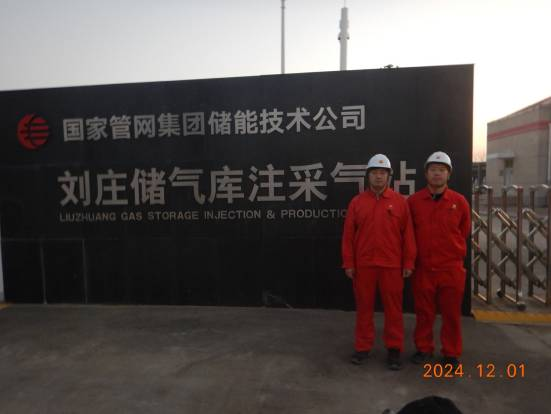 国家管网集团储能技术公司
刘庄储气库注采气站
LIUZHUANG GAS STORAGE INJECTION & PRODUCTION
2024.12.01